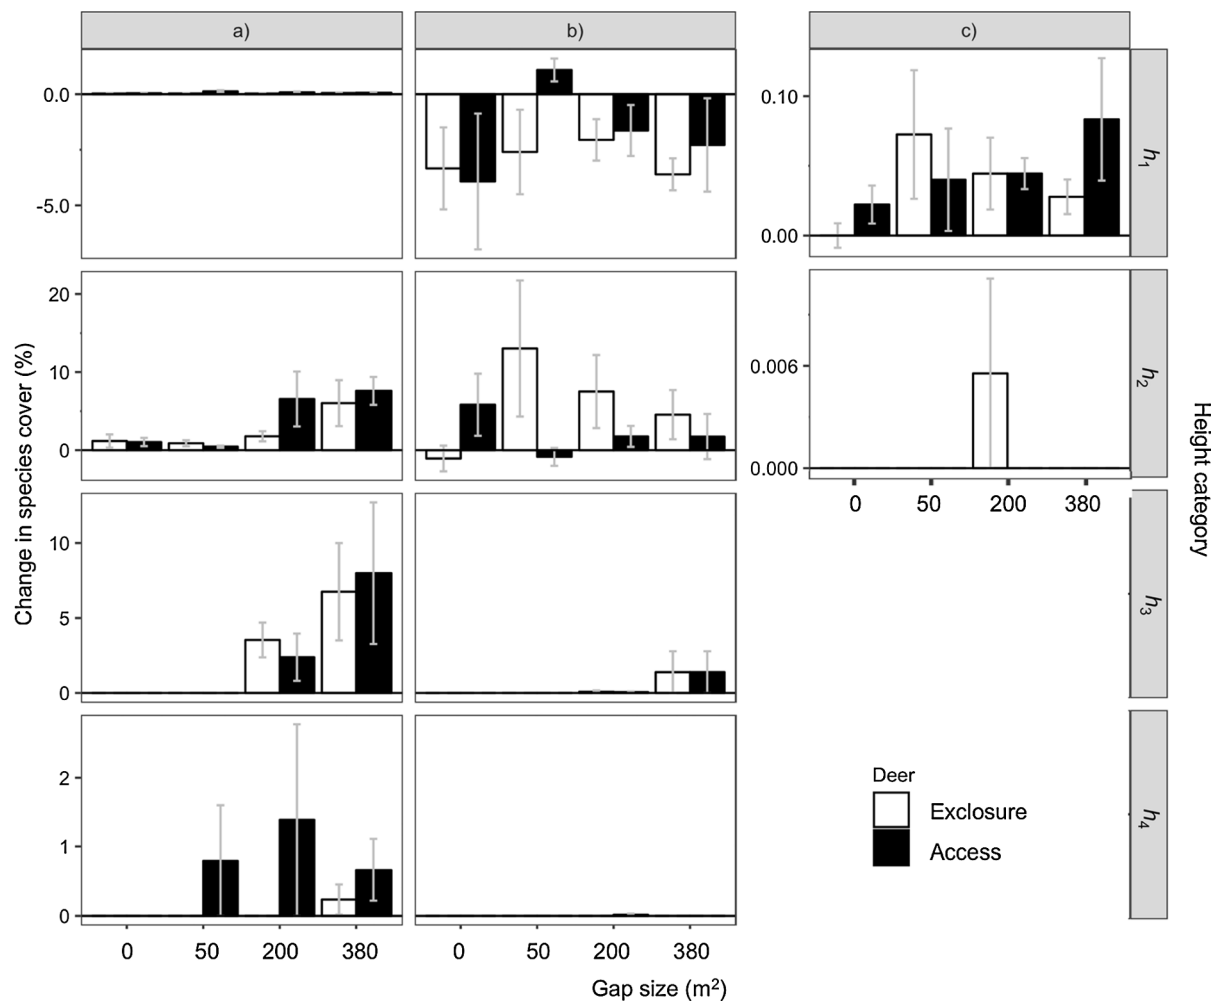 a)
b)
c)
0.0
-5.0
0.10
0.00
h1
20
10
0
0.006
0.000
h2
0
50
200
380
10
5
0
h3
2
1
0
h4
0
50
200
380
0
50
200
380
Change in species cover (%)
Gap size (m²)
Height category
Deer
Exclosure
Access